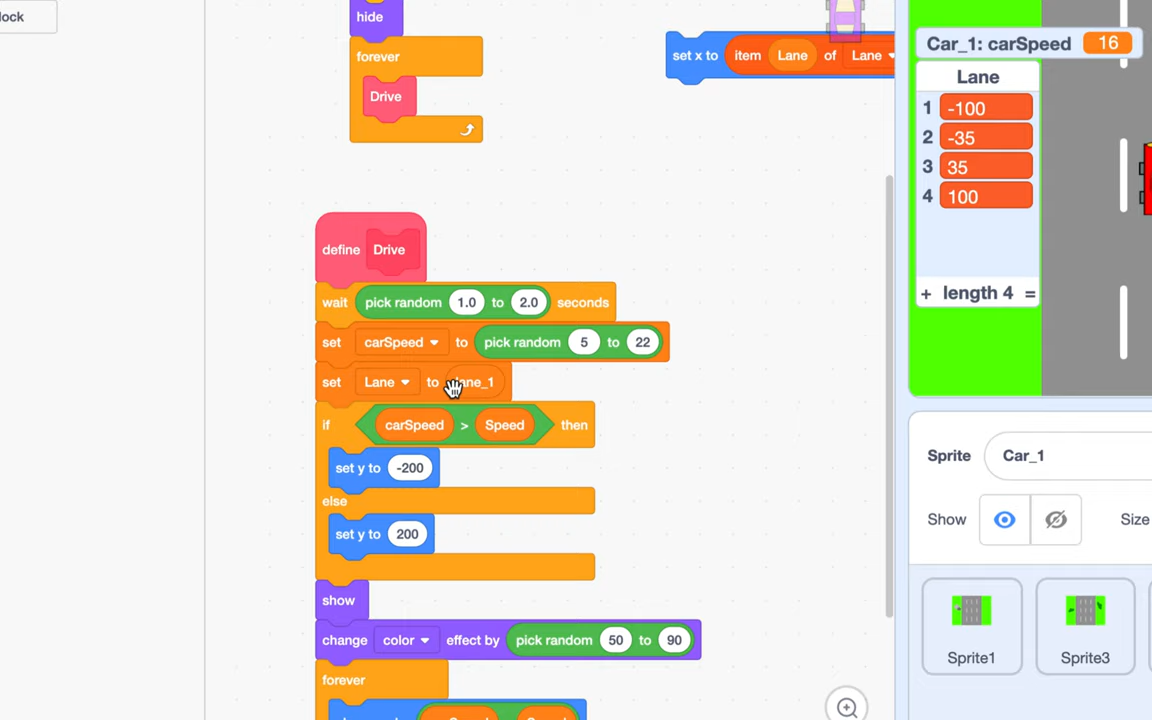 lock
hide
forever
Drive
set x to item Lane of Lane
define Drive
wait pick random 1.0 to 2.0 seconds
set carSpeed to pick random 5 to 22
set Lane to lane_1
if carSpeed > Speed then
set y to -200
else
set y to 200
show
change color effect by pick random 50 to 90
forever
Car_1: carSpeed 16
Lane
1 -100
2 -35
3 35
4 100
+ length 4 =
Sprite Car_1
Show Size
Sprite1 Sprite3